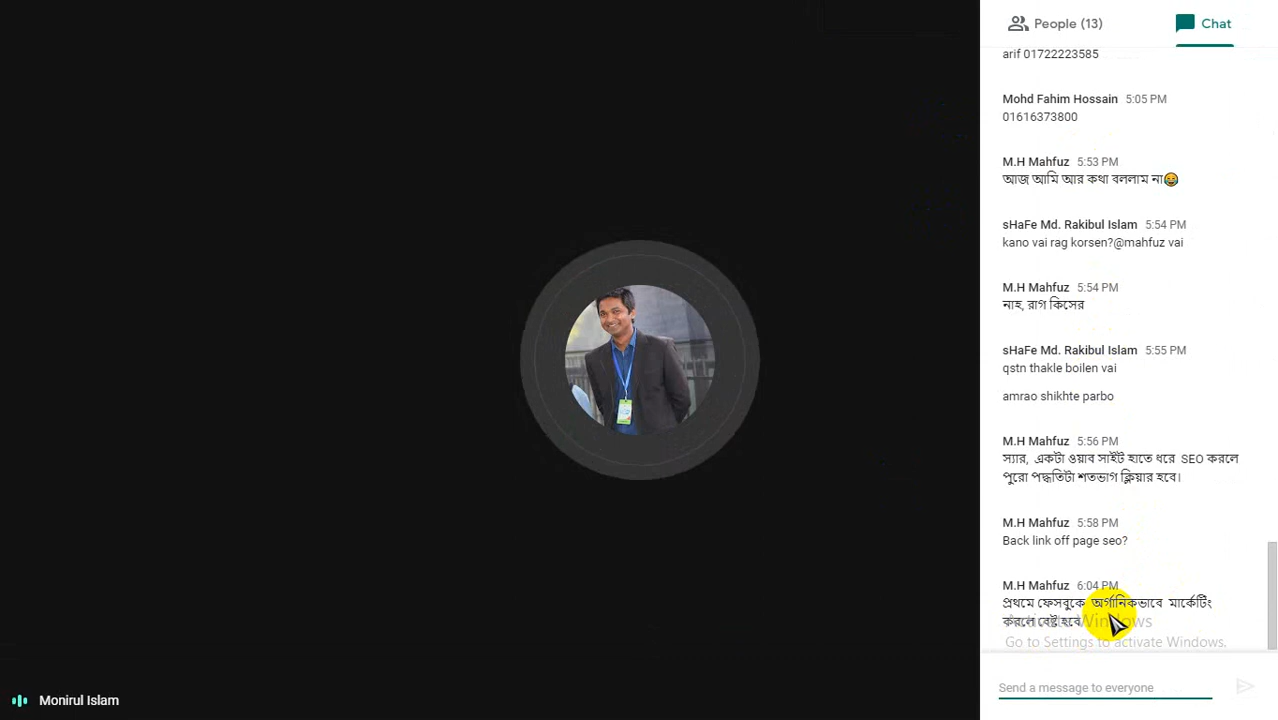 People (13)
Chat
arif 01722223585
Mohd Fahim Hossain 5:05 PM
01616373800
M.H Mahfuz 5:53 PM
আজ আমি আর কথা বললাম না😂
sHaFe Md. Rakibul Islam 5:54 PM
kano vai rag korsen?@mahfuz vai
M.H Mahfuz 5:54 PM
নাহ, রাগ কিসের
sHaFe Md. Rakibul Islam 5:55 PM
qstn thakle boilen vai
amrao shikhte parbo
M.H Mahfuz 5:56 PM
স্যার, একটা ওয়াব সাইট হাতে ধরে SEO করলে
পুরো পদ্ধতিটা শতভাগ ক্লিয়ার হবে।
M.H Mahfuz 5:58 PM
Back link off page seo?
M.H Mahfuz 6:04 PM
প্রথমে ফেসবুকে অর্গানিকভাবে মার্কেটিং
করলে বেষ্ট হবে
Activate Windows
Go to Settings to activate Windows.
Send a message to everyone
Monirul Islam